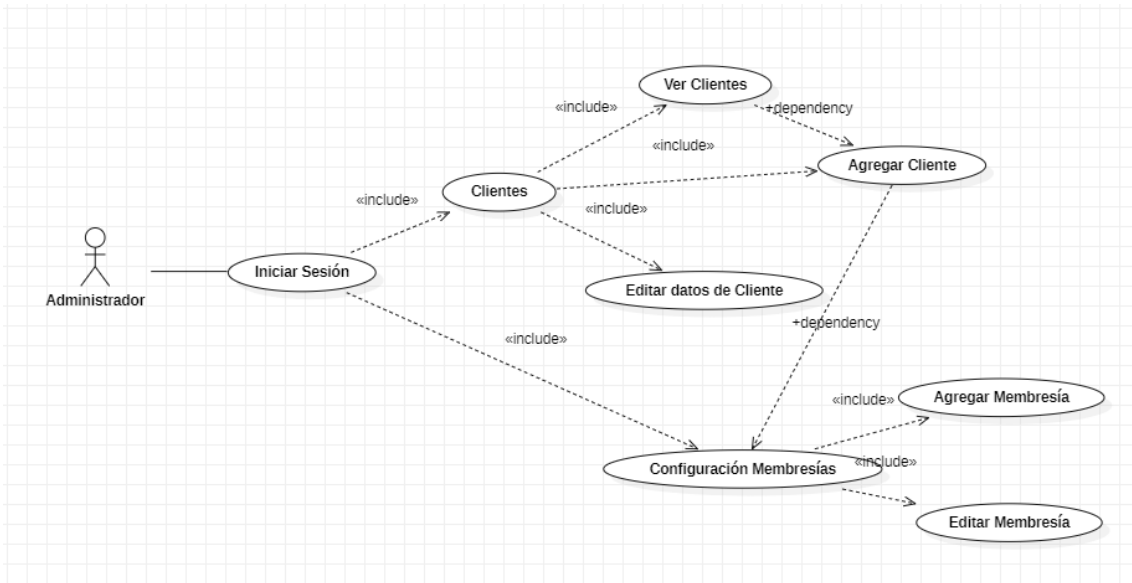 Ver Clientes
«include»
+dependency
«include»
Agregar Cliente
Clientes
«include»
«include»
Iniciar Sesión
Administrador
Editar datos de Cliente
+dependency
«include»
Agregar Membresía
«include»
Configuración Membresías
«include»
Editar Membresía